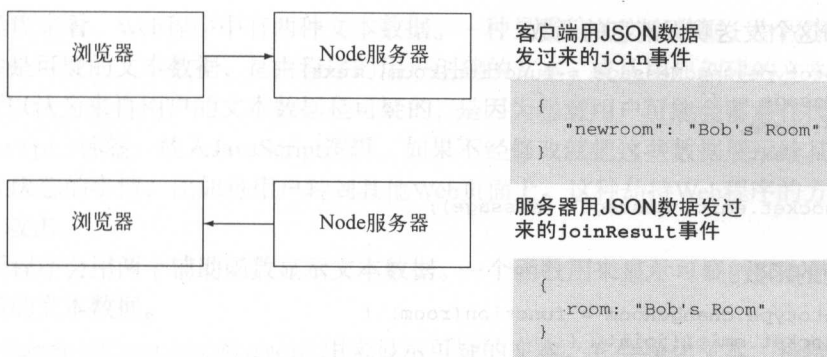 浏览器
Node服务器
客户端用JSON数据
发过来的join事件
{
"newroom": "Bob's Room"
}
浏览器
Node服务器
服务器用JSON数据发过
来的joinResult事件
{
room: "Bob's Room"
}